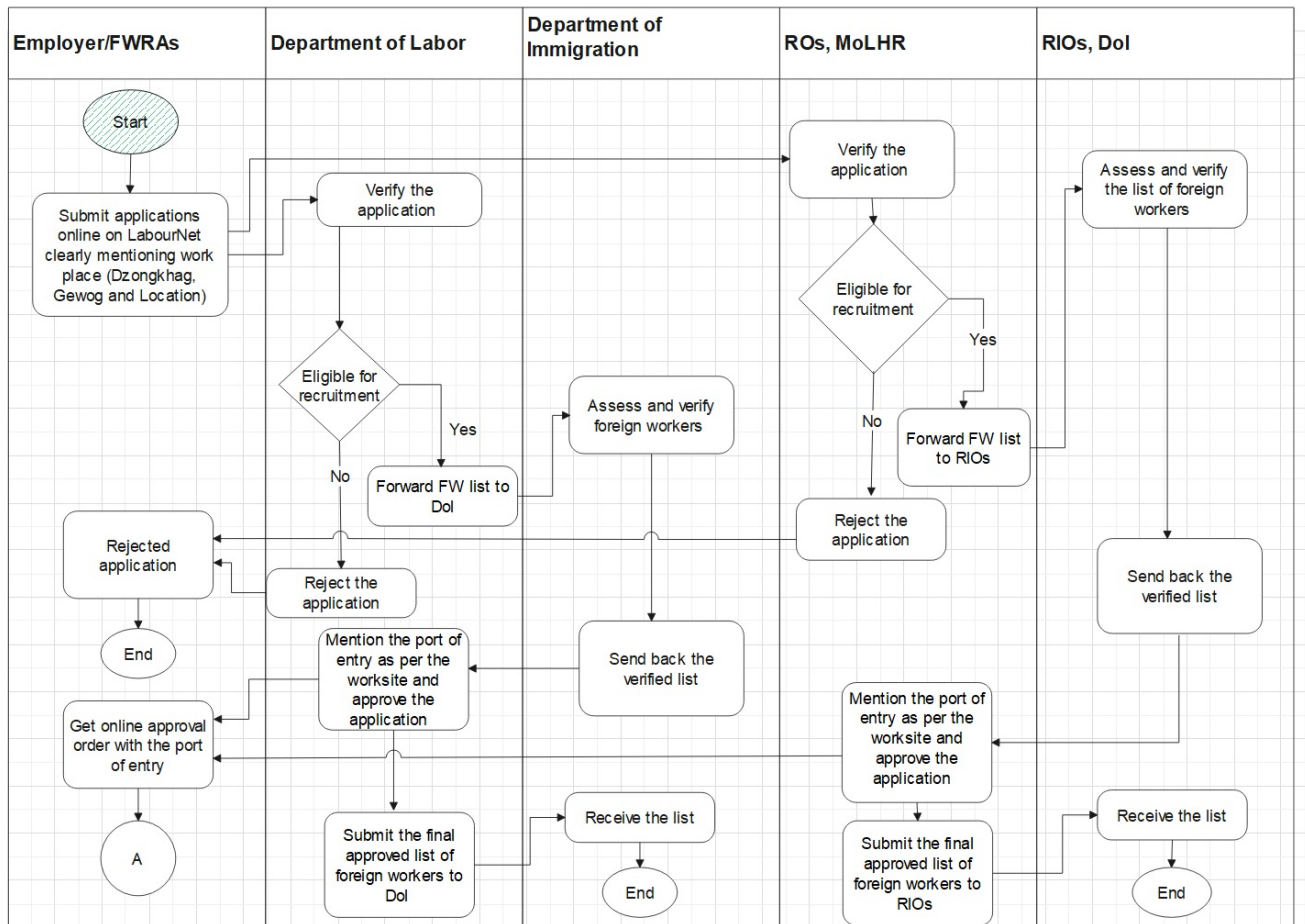 Employer/FWRAs
Department of Labor
Department of
Immigration
ROs, MoLHR
RIOs, DoI
Start
Submit applications
online on LabourNet
clearly mentioning work
place (Dzongkhag,
Gewog and Location)
Verify the
application
Verify the
application
Assess and verify
the list of foreign
workers
Eligible for
recruitment
Yes
No
Eligible for
recruitment
Yes
No
Assess and verify
foreign workers
Forward FW list to
DoI
Forward FW list
to RIOs
Reject the
application
Rejected
application
Reject the
application
End
Send back the
verified list
Send back the
verified list
Mention the port of
entry as per the
worksite and
approve the
application
Get online approval
order with the port
of entry
Mention the port of
entry as per the
worksite and
approve the
application
A
Submit the final
approved list of
foreign workers to
DoI
Receive the list
End
Submit the final
approved list of
foreign workers to
RIOs
Receive the list
End